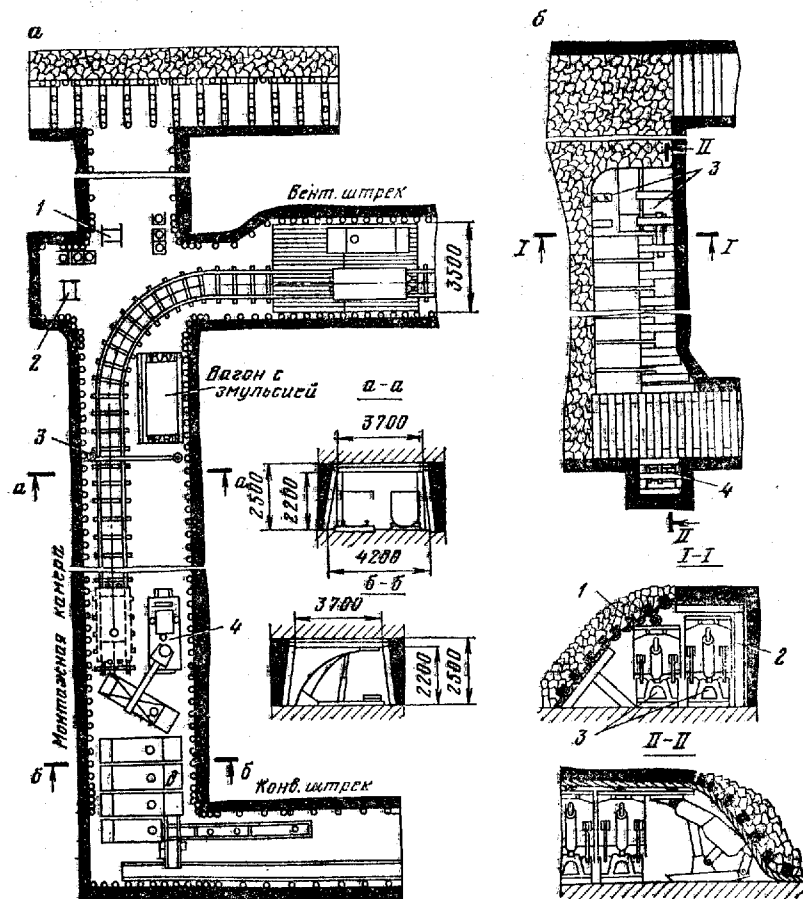 а
б
1
Вент. штрек
3500
2
Вагон с
эмульсией
3
а
а
а-а
3700
2500
2200
4200
б-б
3700
2200
2500
Монтажная камера
4
б
б
в
Конв. штрек
II
3
I
I
4
II
I-I
1
2
3
II-II